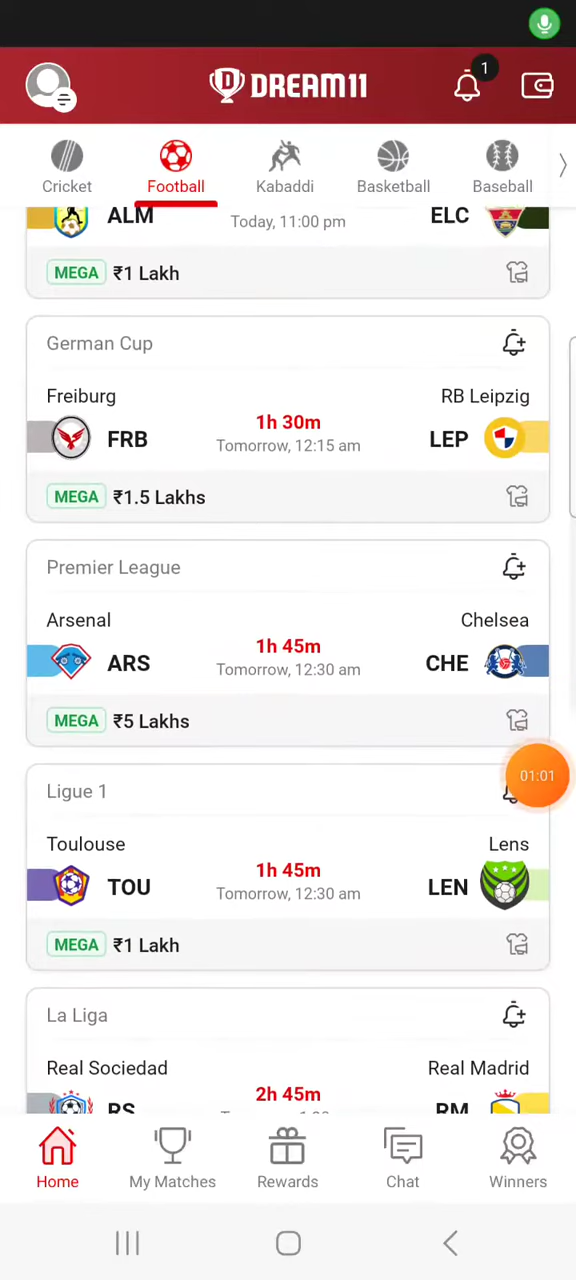 1
DREAM11
Cricket
Football
Kabaddi
Basketball
Baseball
ALM
Today, 11:00 pm
ELC
MEGA ₹1 Lakh
German Cup
Freiburg
RB Leipzig
1h 30m
FRB
Tomorrow, 12:15 am
LEP
MEGA ₹1.5 Lakhs
Premier League
Arsenal
Chelsea
1h 45m
ARS
Tomorrow, 12:30 am
CHE
MEGA ₹5 Lakhs
01:01
Ligue 1
Toulouse
Lens
1h 45m
TOU
Tomorrow, 12:30 am
LEN
MEGA ₹1 Lakh
La Liga
Real Sociedad
Real Madrid
2h 45m
RS
RM
Home
My Matches
Rewards
Chat
Winners